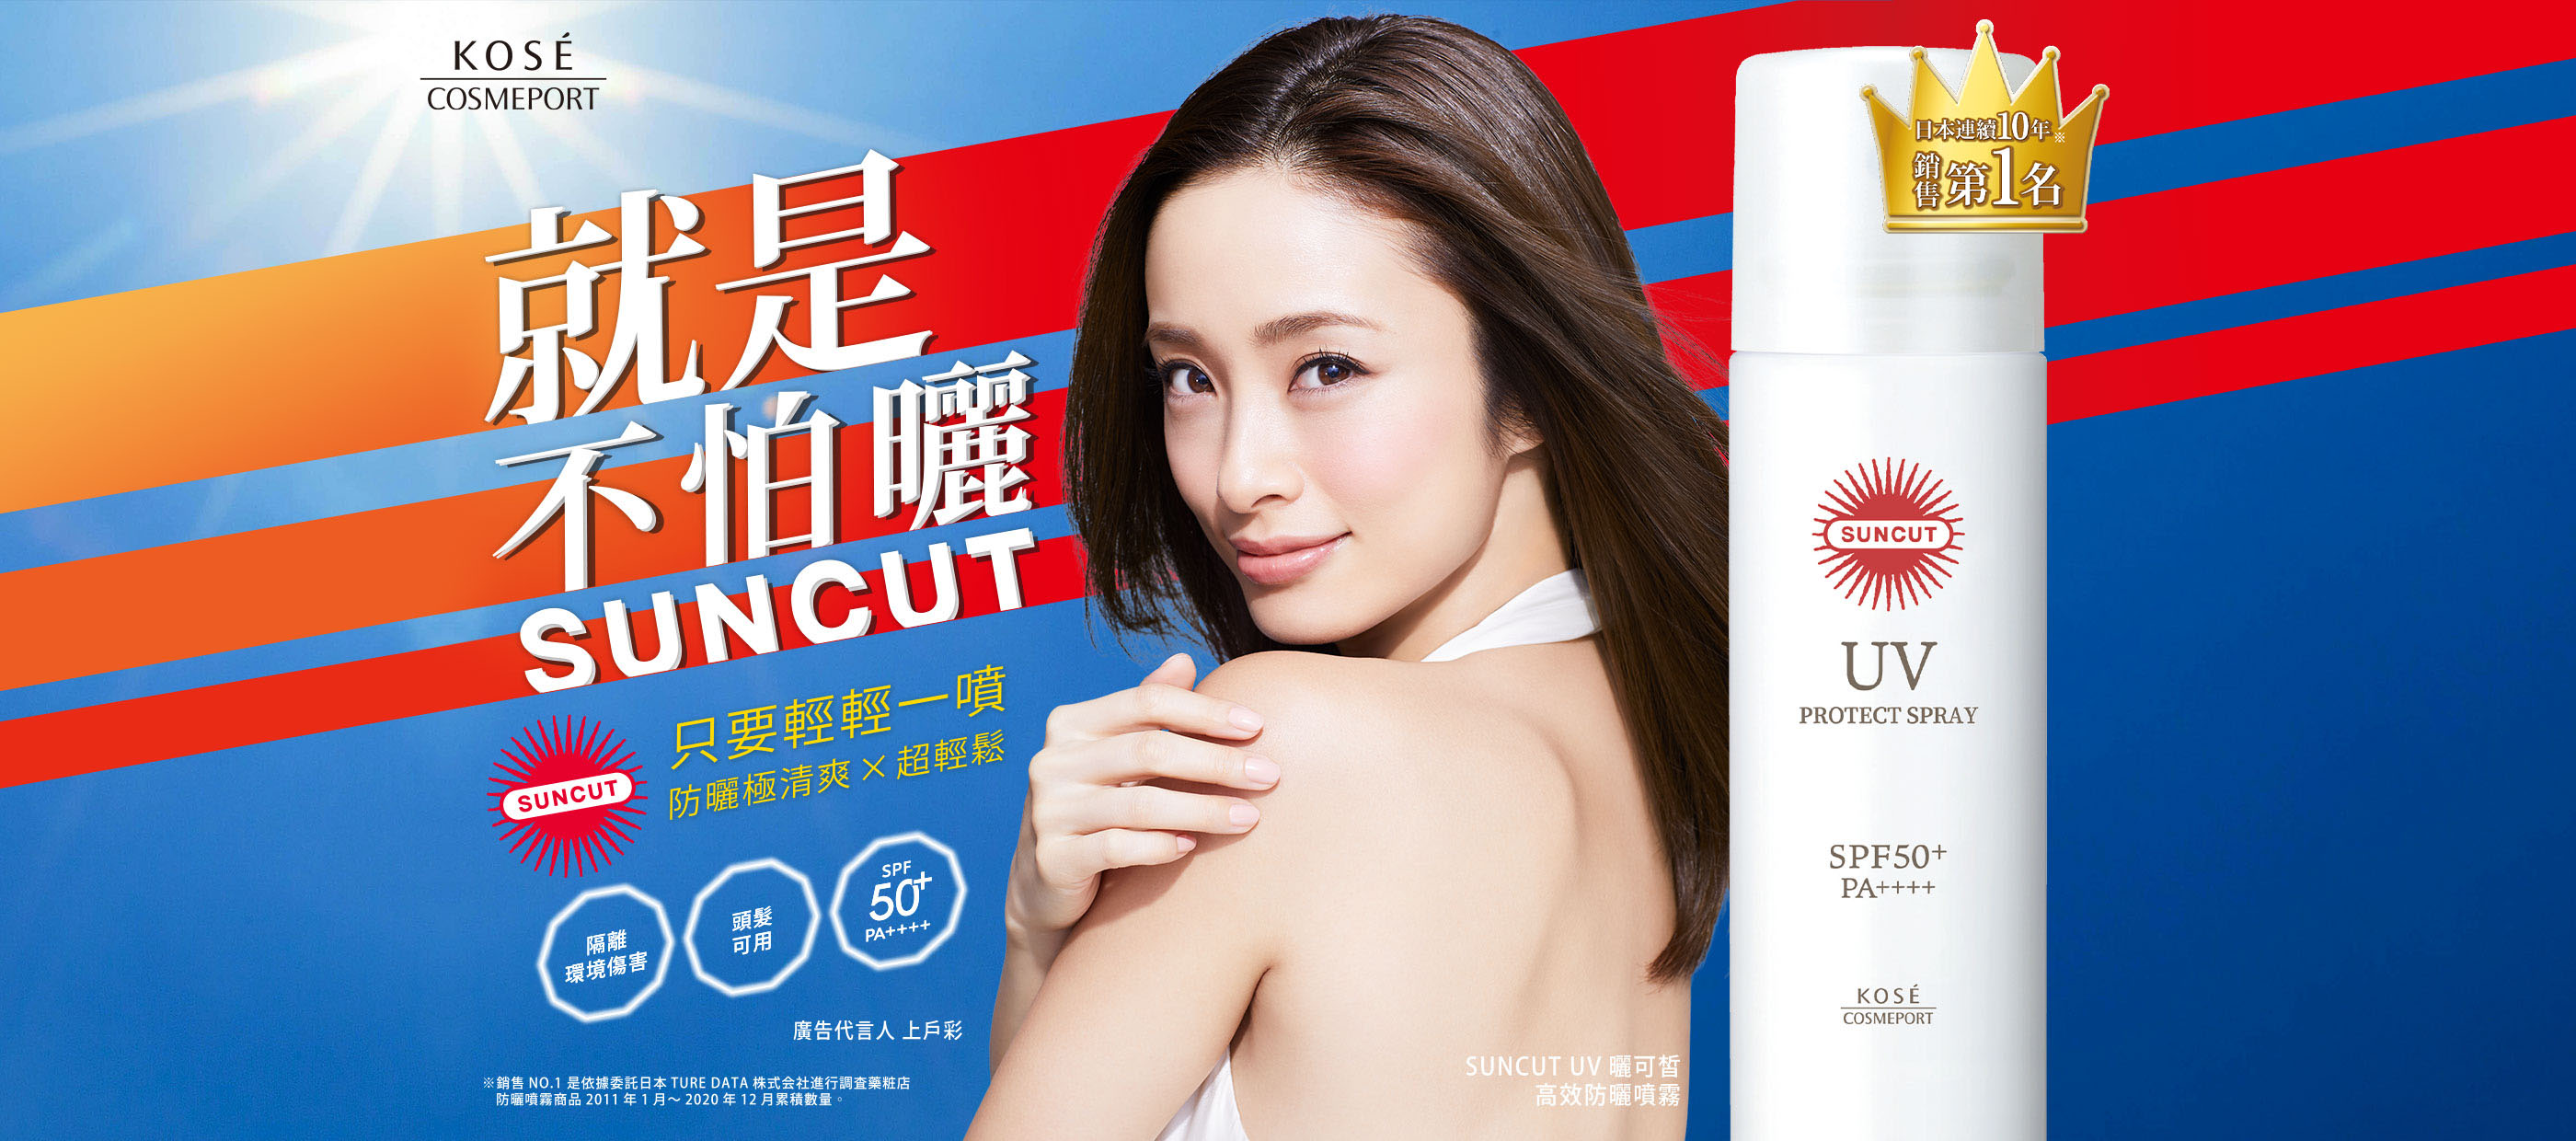 KOSÉ
COSMEPORT
就是
不怕曬
SUNCUT
SUNCUT
只要輕輕一噴
防曬極清爽×超輕鬆
隔離
環境傷害
頭髮
可用
SPF
50+
PA++++
廣告代言人 上戶彩
※銷售 NO.1 是依據委託日本 TURE DATA 株式会社進行調查藥粧店
防曬噴霧商品 2011 年 1 月～ 2020 年 12 月累積數量。
SUNCUT UV 曬可皙
高效防曬噴霧
日本連續10年※
銷售第1名
SUNCUT
UV
PROTECT SPRAY
SPF50+
PA++++
KOSÉ
COSMEPORT